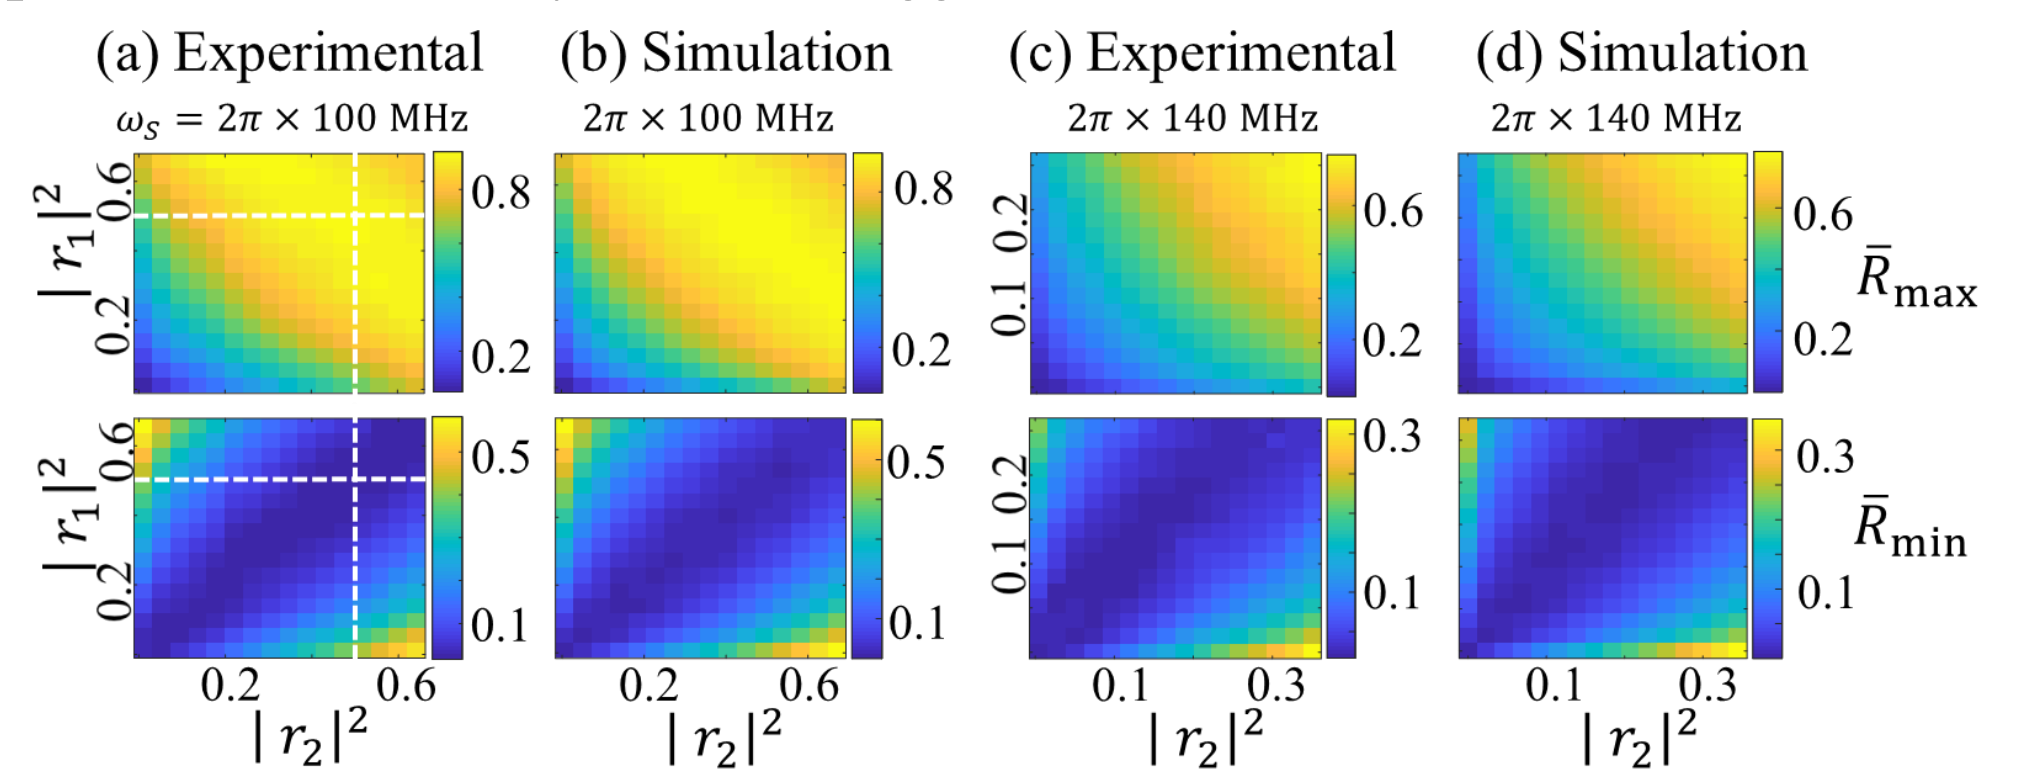 (a) Experimental (b) Simulation (c) Experimental (d) Simulation
ω_S = 2π × 100 MHz 2π × 100 MHz 2π × 140 MHz 2π × 140 MHz
|r₁|² 0.6 0.2 0.8 0.2 0.8 0.2 0.2 0.1 0.6 0.2 0.6 0.2 R̄max
|r₁|² 0.6 0.2 0.5 0.1 0.5 0.1 0.2 0.1 0.3 0.1 0.3 0.1 R̄min
0.2 0.6 0.2 0.6 0.1 0.3 0.1 0.3
|r₂|² |r₂|² |r₂|² |r₂|²